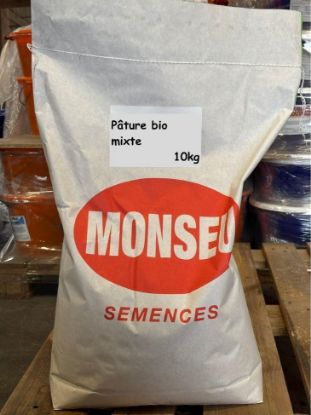 Pâture bio
mixte
10kg
MONSEU
SEMENCES